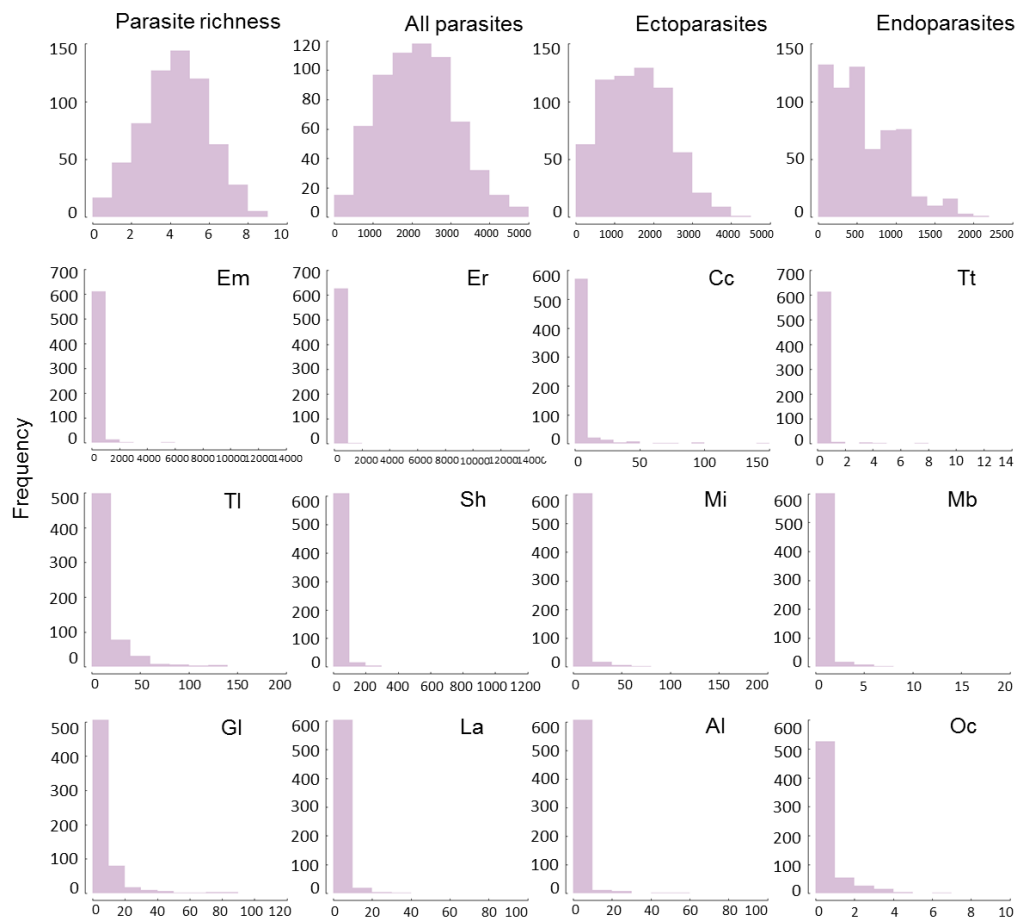 Parasite richness All parasites Ectoparasites Endoparasites
150 120 150 150
100 100 100 100
80
60
50 40 50 50
20
0 0 0 0
0 2 4 6 8 10 0 1000 2000 3000 4000 5000 0 1000 2000 3000 4000 5000 0 500 1000 1500 2000 2500
Em Er Cc Tt
700 700 600 700
600 600 500 600
500 500 400 500
400 400 300 400
300 300 200 300
200 200 100 200
100 100 100
0 0 0 0
0 2000 4000 6000 8000 10000 12000 14000 0 2000 4000 6000 8000 10000 12000 14000 0 50 100 150 0 2 4 6 8 10 12 14
Frequency
Tl Sh Mi Mb
500 600 600 600
400 500 500 500
300 400 400 400
200 300 300 300
100 200 200 200
100 100 100
0 0 0 0
0 50 100 150 200 0 200 400 600 800 1000 1200 0 50 100 150 200 0 5 10 15 20
Gl La Al Oc
500 600 600 600
400 500 500 500
300 400 400 400
200 300 300 300
100 200 200 200
100 100 100
0 0 0 0
0 20 40 60 80 100 120 0 20 40 60 80 100 0 20 40 60 80 100 0 2 4 6 8 10